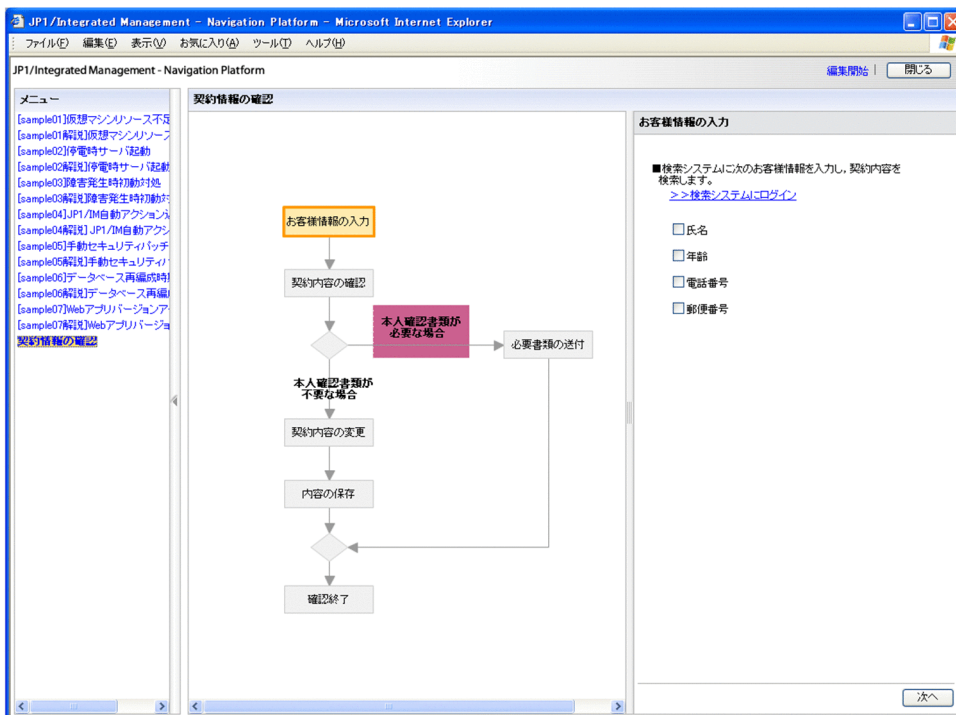 JP1/Integrated Management - Navigation Platform - Microsoft Internet Explorer
ファイル(F) 編集(E) 表示(V) お気に入り(A) ツール(T) ヘルプ(H)
JP1/Integrated Management - Navigation Platform
編集開始 | 閉じる
メニュー
[sample01]仮想マシンリソース不足
[sample01解説]仮想マシンリソース
[sample02]停電時サーバ起動
[sample02解説]停電時サーバ起動
[sample03]障害発生時初動対処
[sample03解説]障害発生時初動対
[sample04]JP1/IM自動アクション
[sample04解説] JP1/IM自動アクシ
[sample05]手動セキュリティパッチ
[sample05解説]手動セキュリティパ
[sample06]データベース再編成時
[sample06解説]データベース再編
[sample07]Webアプリバージョンア
[sample07解説]Webアプリバージョ
契約情報の確認
契約情報の確認
お客様情報の入力
契約内容の確認
本人確認書類が
必要な場合
必要書類の送付
本人確認書類が
不要な場合
契約内容の変更
内容の保存
確認終了
お客様情報の入力
■検索システムに次のお客様情報を入力し，契約内容を
検索します。
>>検索システムにログイン
氏名
年齢
電話番号
郵便番号
次へ